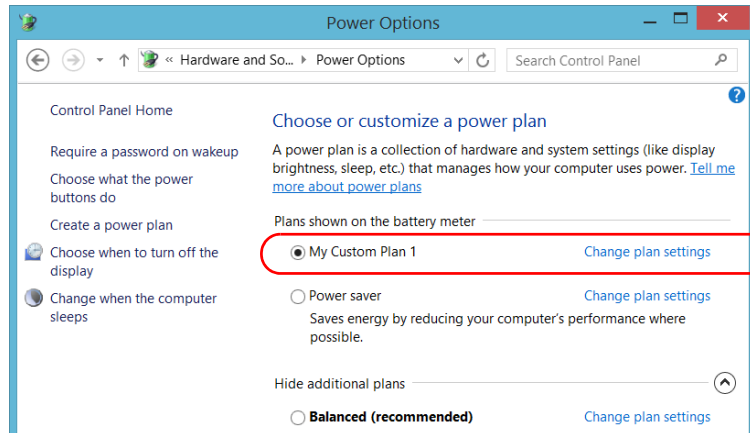 Power Options
« Hardware and So... Power Options
Search Control Panel
Control Panel Home
Require a password on wakeup
Choose what the power
buttons do
Create a power plan
Choose when to turn off the
display
Change when the computer
sleeps
Choose or customize a power plan
A power plan is a collection of hardware and system settings (like display
brightness, sleep, etc.) that manages how your computer uses power. Tell me
more about power plans
Plans shown on the battery meter
My Custom Plan 1 Change plan settings
Power saver Change plan settings
Saves energy by reducing your computer's performance where
possible.
Hide additional plans
Balanced (recommended) Change plan settings